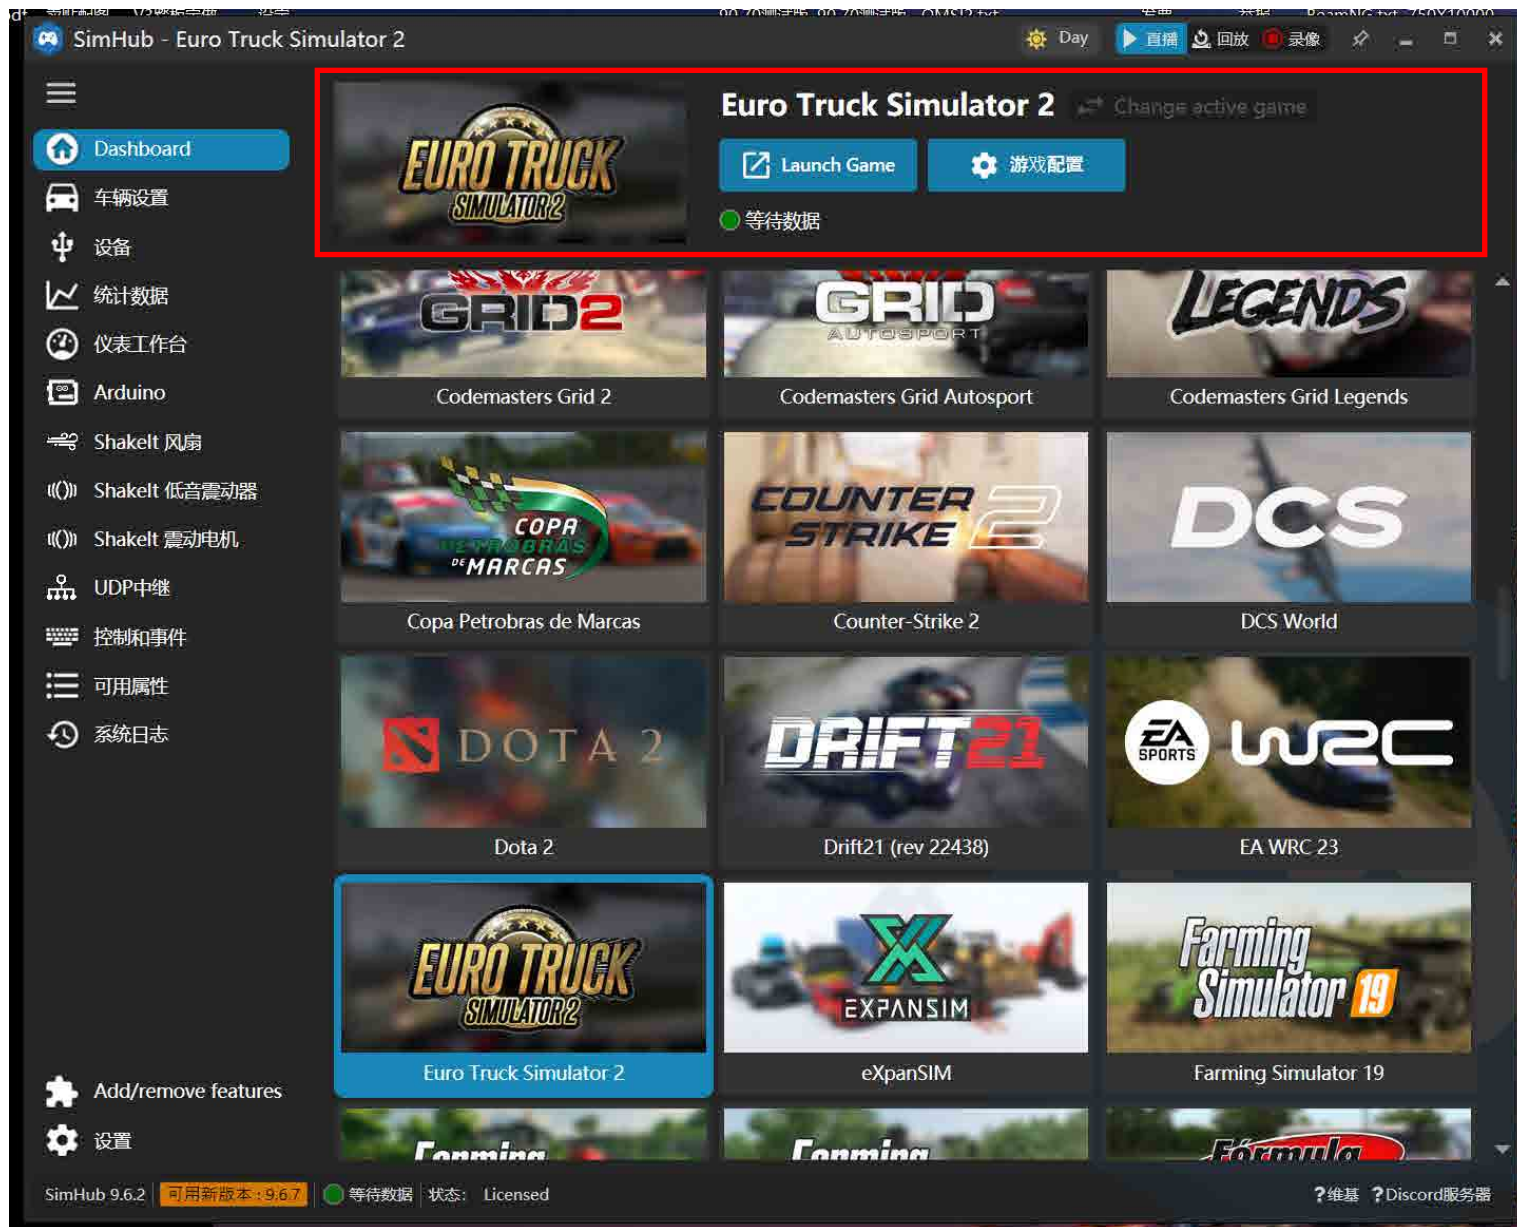 SimHub - Euro Truck Simulator 2
Day
直播
回放
录像
Dashboard
车辆设置
设备
统计数据
仪表工作台
Arduino
ShakeIt 风扇
ShakeIt 低音震动器
ShakeIt 震动电机
UDP中继
控制和事件
可用属性
系统日志
Add/remove features
设置
EURO TRUCK
SIMULATOR 2
Euro Truck Simulator 2
Change active game
Launch Game
游戏配置
等待数据
GRID2
GRID
AUTOSPORT
LEGENDS
Codemasters Grid 2
Codemasters Grid Autosport
Codemasters Grid Legends
COPA
PETROBRAS
DE MARCAS
COUNTER
STRIKE 2
DCS
Copa Petrobras de Marcas
Counter-Strike 2
DCS World
DOTA 2
DRIFT21
EA
SPORTS
WRC
Dota 2
Drift21 (rev 22438)
EA WRC 23
EURO TRUCK
SIMULATOR 2
EXPANSIM
Farming
Simulator 19
Euro Truck Simulator 2
eXpanSIM
Farming Simulator 19
Farming
Farming
Fórmula
SimHub 9.6.2
可用新版本 : 9.6.7
等待数据
状态: Licensed
?维基
?Discord服务器